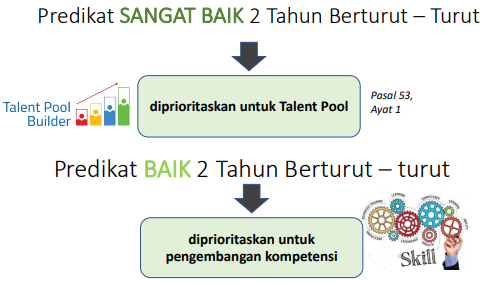 Predikat SANGAT BAIK 2 Tahun Berturut – Turut
Talent Pool
Builder
diprioritaskan untuk Talent Pool
Pasal 53,
Ayat 1
Predikat BAIK 2 Tahun Berturut – turut
diprioritaskan untuk
pengembangan kompetensi
Skill